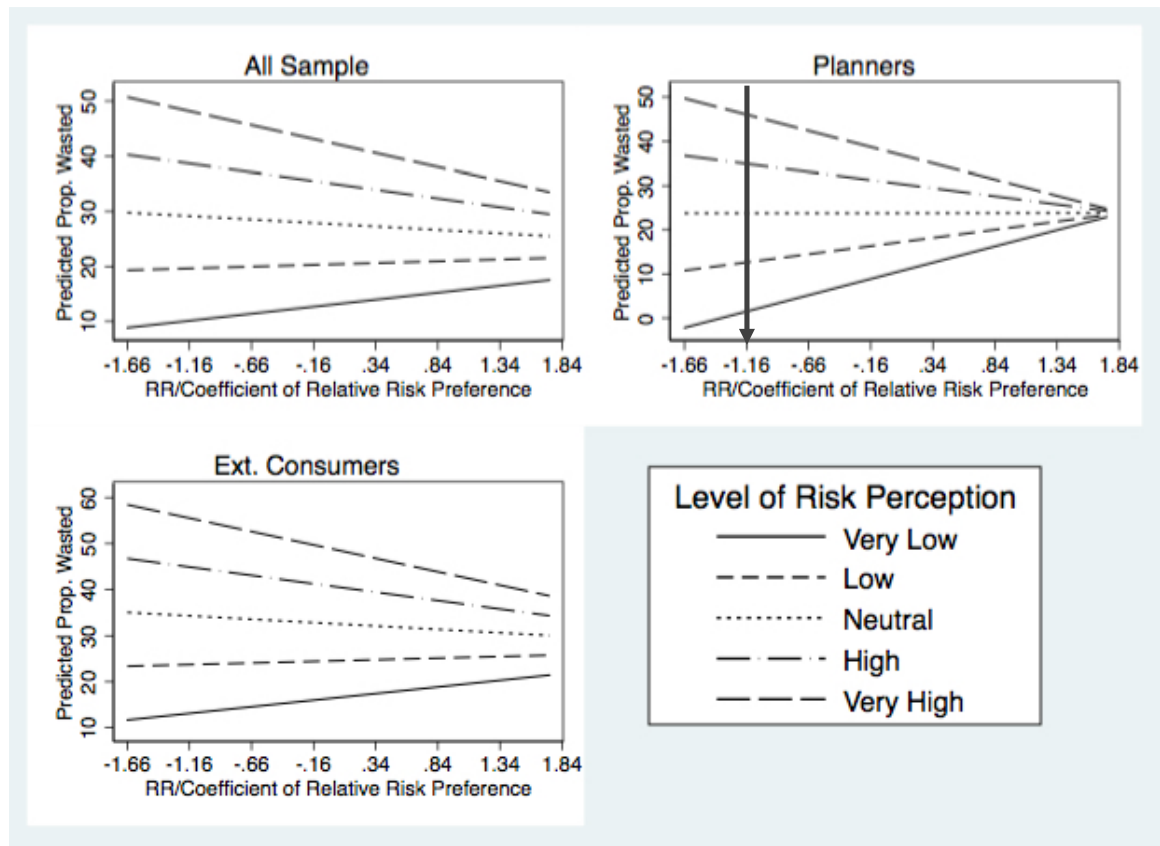 All Sample
Predicted Prop. Wasted
50
40
30
20
10
-1.66 -1.16 -.66 -.16 .34 .84 1.34 1.84
RR/Coefficient of Relative Risk Preference
Planners
Predicted Prop. Wasted
50
40
30
20
10
0
-1.66 -1.16 -.66 -.16 .34 .84 1.34 1.84
RR/Coefficient of Relative Risk Preference
Ext. Consumers
Predicted Prop. Wasted
60
50
40
30
20
10
-1.66 -1.16 -.66 -.16 .34 .84 1.34 1.84
RR/Coefficient of Relative Risk Preference
Level of Risk Perception
Very Low
Low
Neutral
High
Very High